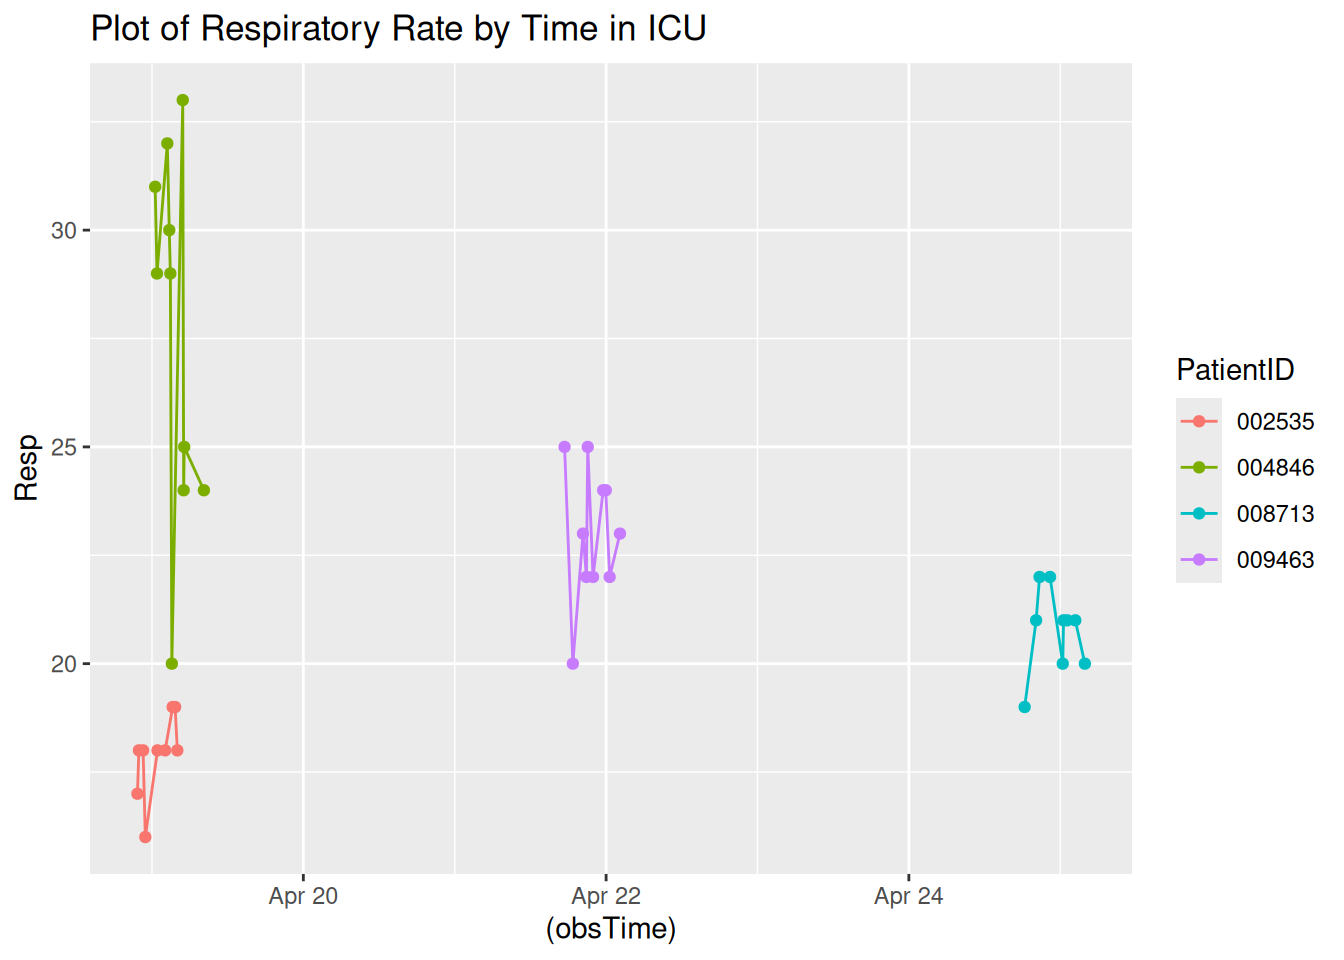 Plot of Respiratory Rate by Time in ICU
Resp
30
25
20
Apr 20
Apr 22
Apr 24
(obsTime)
PatientID
002535
004846
008713
009463